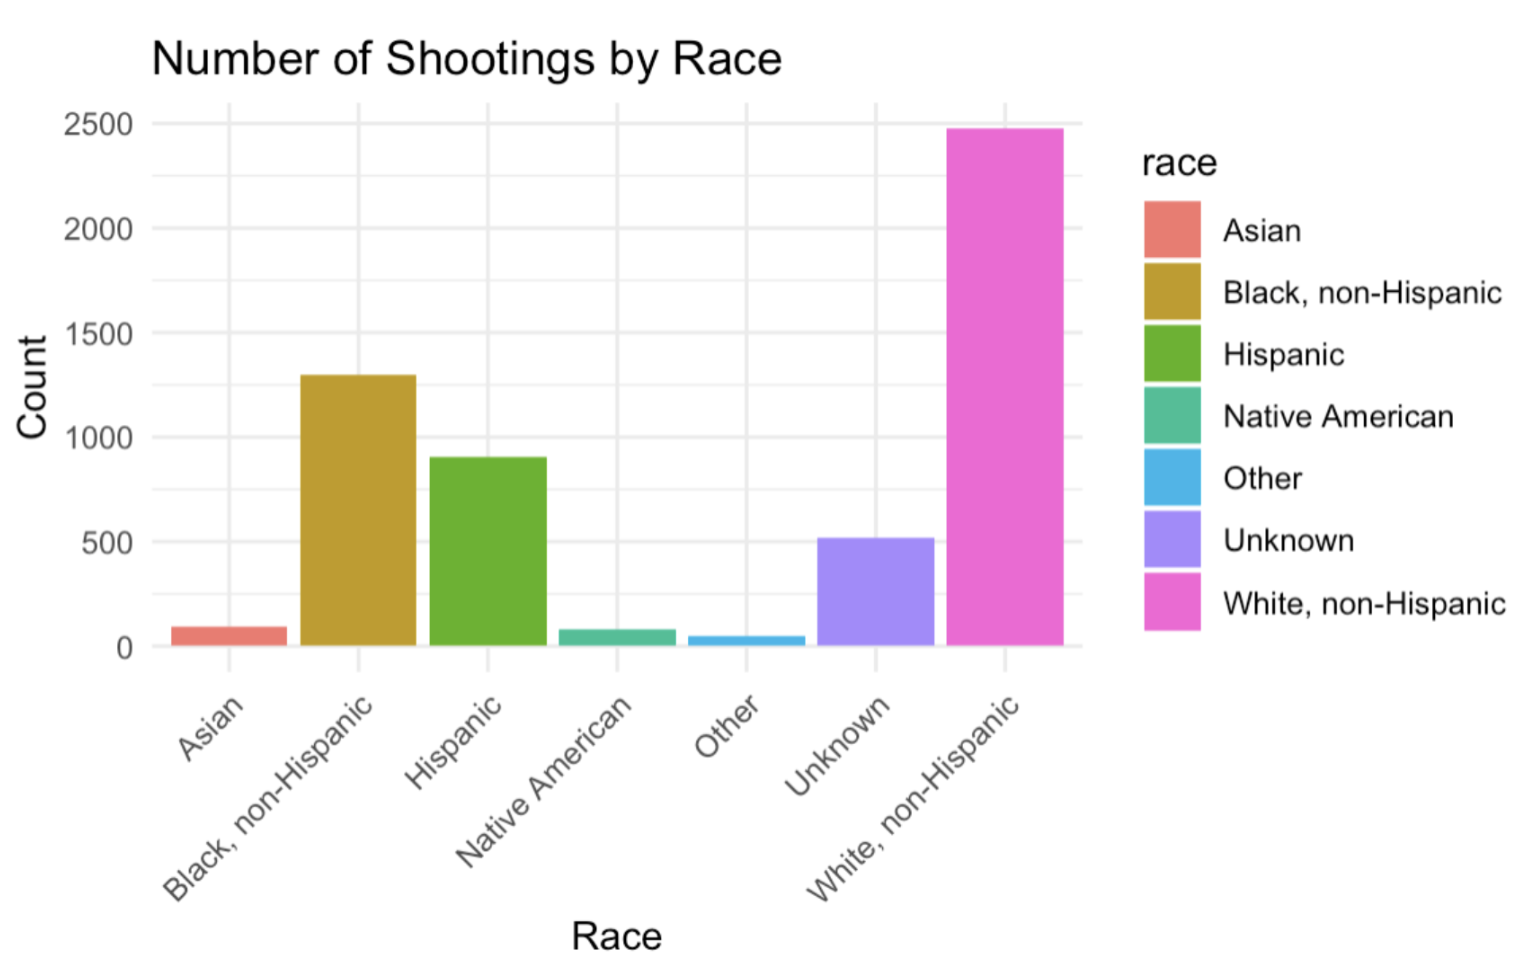 Number of Shootings by Race
2500
2000
1500
1000
500
0
Count
Asian
Black, non-Hispanic
Hispanic
Native American
Other
Unknown
White, non-Hispanic
Race
race
Asian
Black, non-Hispanic
Hispanic
Native American
Other
Unknown
White, non-Hispanic